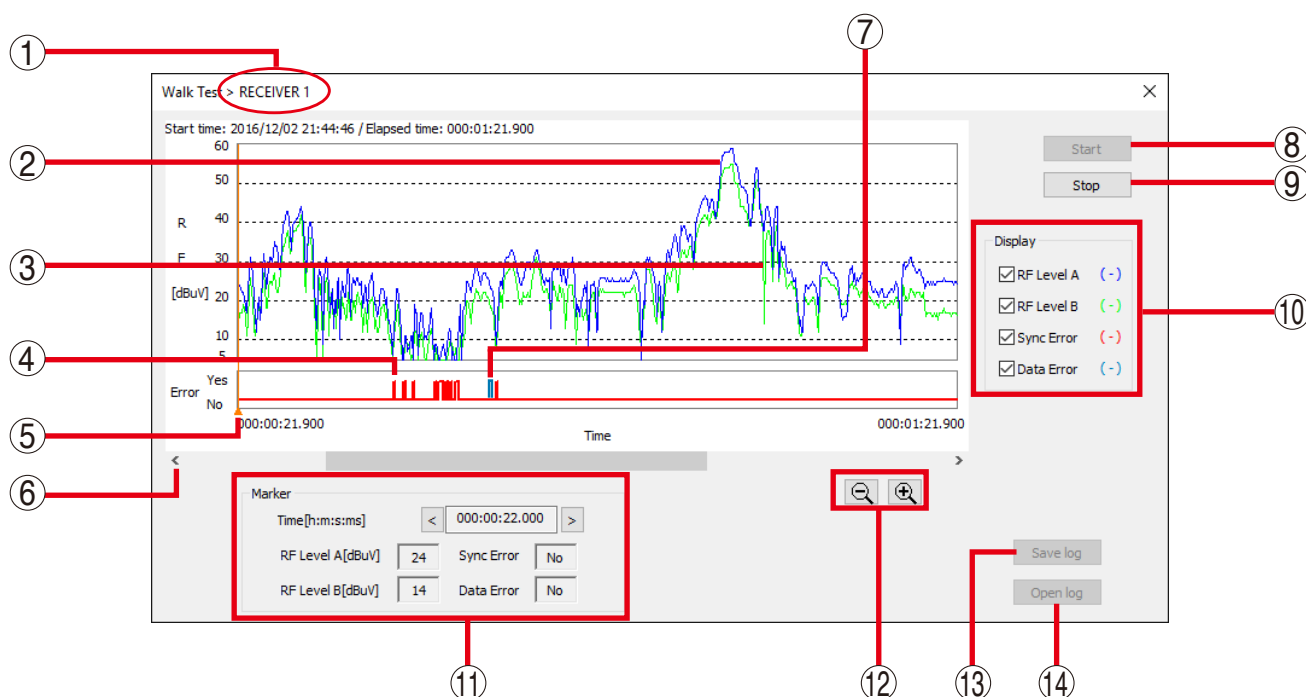 ①
⑦
Walk Test > RECEIVER 1
Start time: 2016/12/02 21:44:46 / Elapsed time: 000:01:21.900
②
③
④
⑤
⑥
60
50
R 40
F 30
[dBuV] 20
10
5
Error Yes
No
000:00:21.900
Time
000:01:21.900
Start ⑧
Stop ⑨
Display
RF Level A (-)
RF Level B (-)
Sync Error (-)
Data Error (-)
⑩
< >
Marker
Time[h:m:s:ms] < 000:00:22.000 >
RF Level A[dBuV] 24 Sync Error No
RF Level B[dBuV] 14 Data Error No
Save log
Open log
⑪
⑫
⑬
⑭